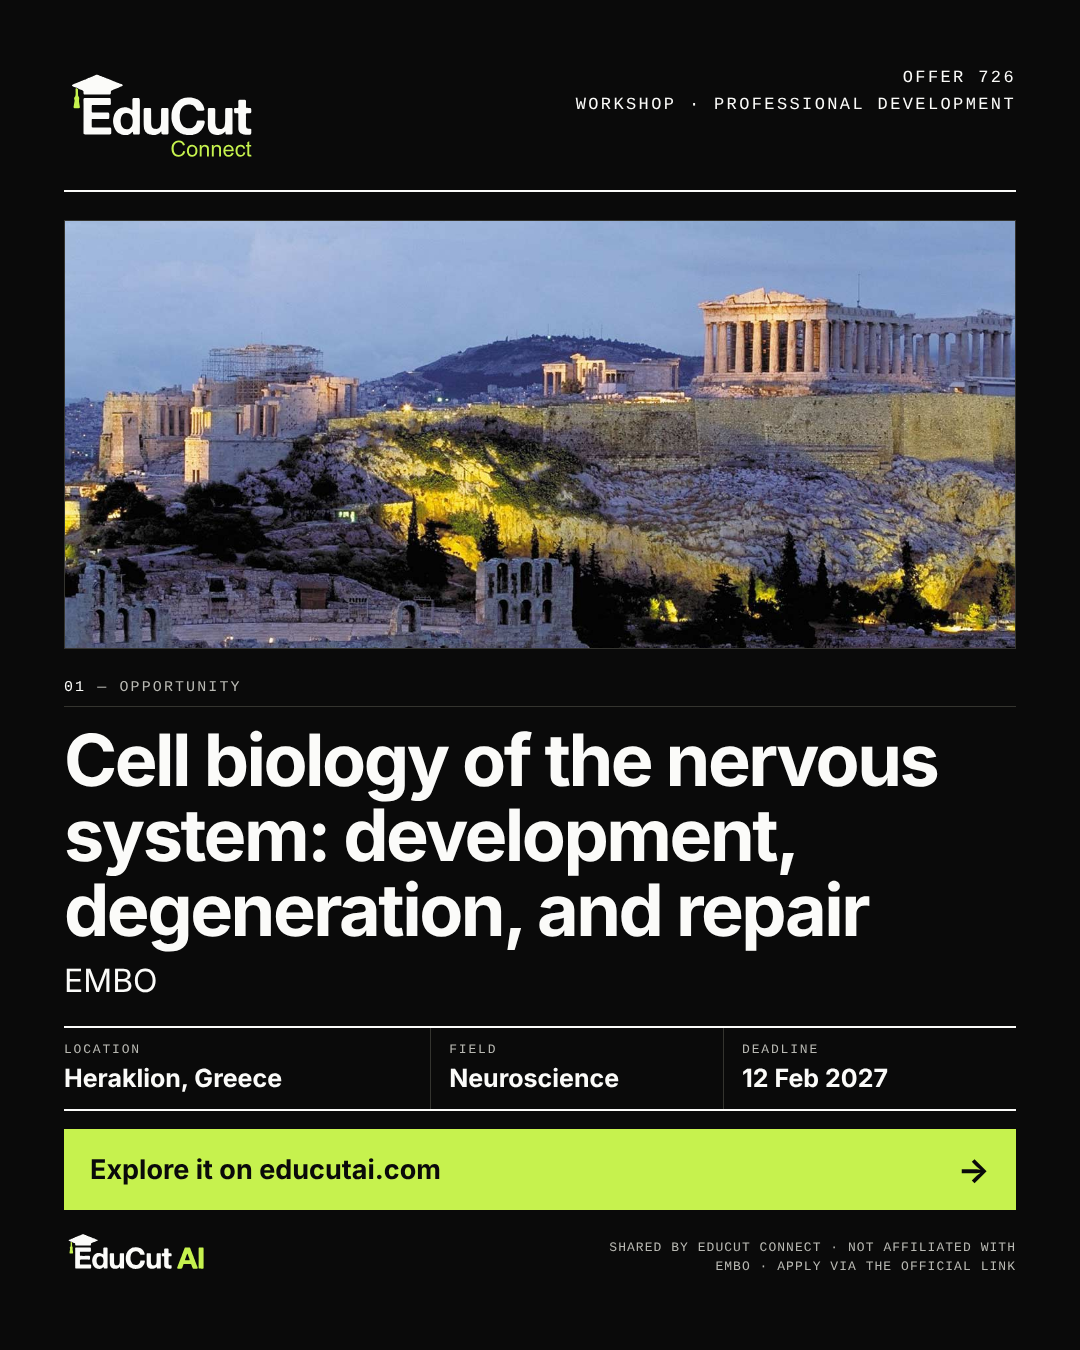 EduCut
Connect
OFFER 726
WORKSHOP · PROFESSIONAL DEVELOPMENT
01 — OPPORTUNITY
Cell biology of the nervous
system: development,
degeneration, and repair
EMBO
LOCATION
Heraklion, Greece
FIELD
Neuroscience
DEADLINE
12 Feb 2027
Explore it on educutai.com →
EduCut AI
SHARED BY EDUCUT CONNECT · NOT AFFILIATED WITH
EMBO · APPLY VIA THE OFFICIAL LINK